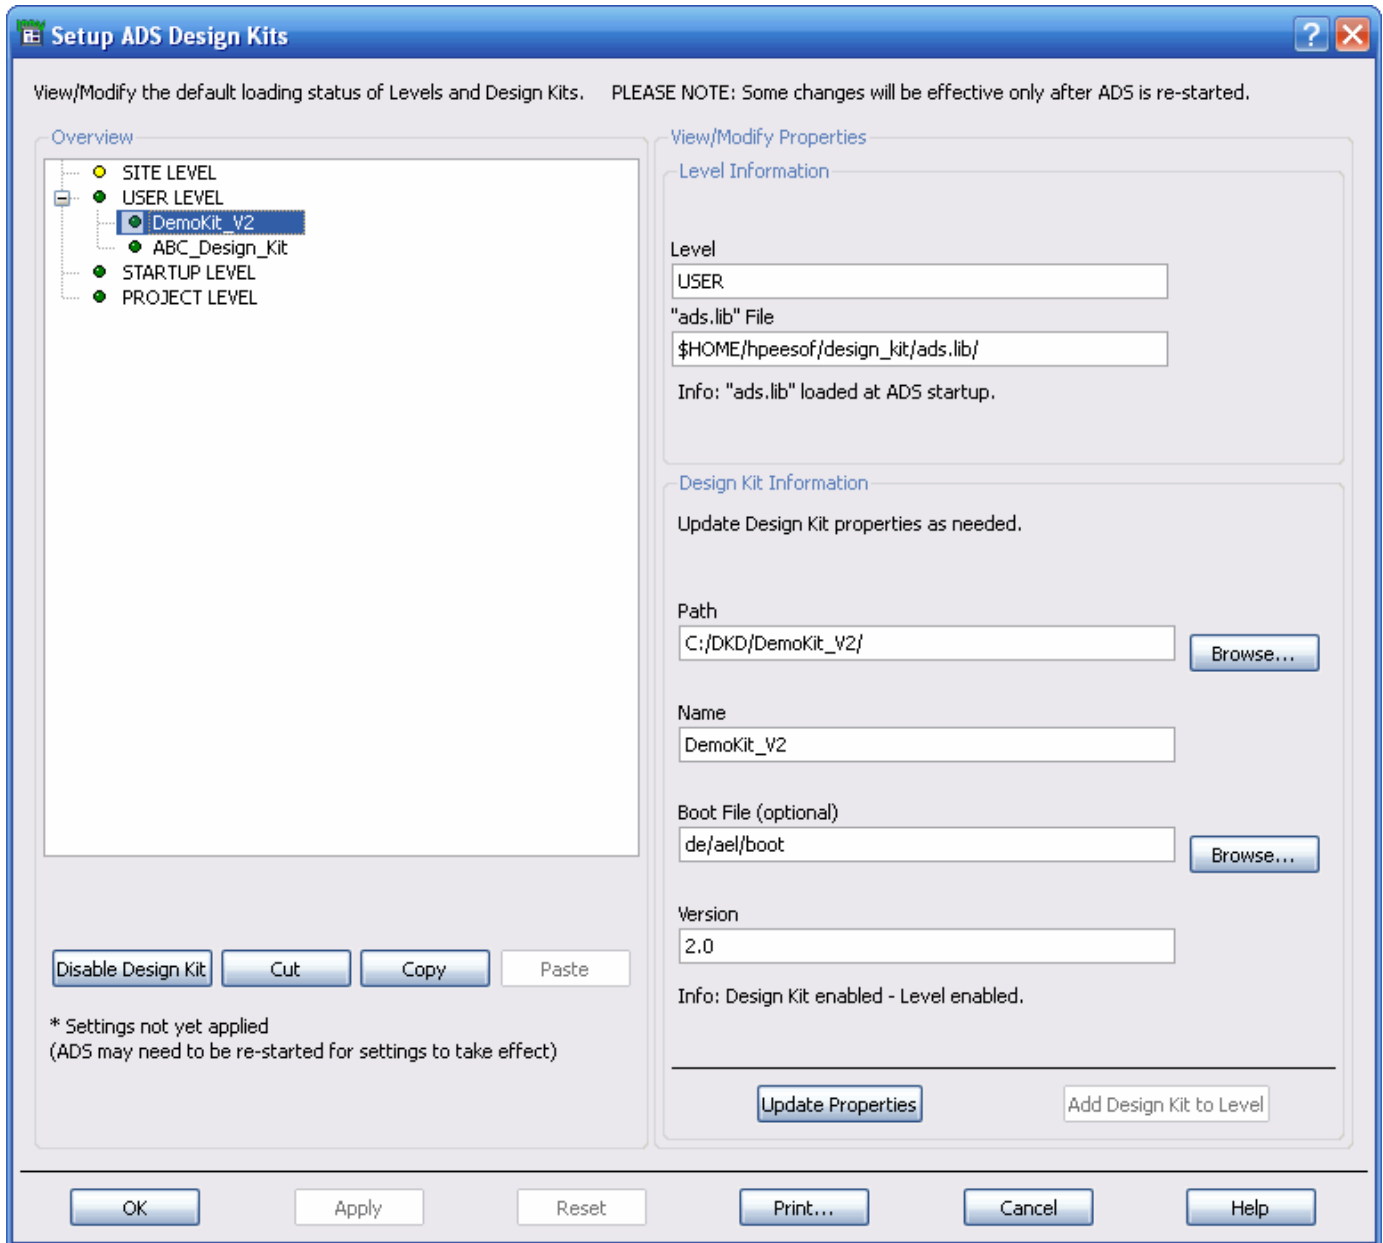 Setup ADS Design Kits
View/Modify the default loading status of Levels and Design Kits. PLEASE NOTE: Some changes will be effective only after ADS is re-started.
Overview
SITE LEVEL
USER LEVEL
DemoKit_V2
ABC_Design_Kit
STARTUP LEVEL
PROJECT LEVEL
Disable Design Kit
Cut
Copy
Paste
* Settings not yet applied
(ADS may need to be re-started for settings to take effect)
View/Modify Properties
Level Information
Level
USER
"ads.lib" File
$HOME/hpeesof/design_kit/ads.lib/
Info: "ads.lib" loaded at ADS startup.
Design Kit Information
Update Design Kit properties as needed.
Path
C:/DKD/DemoKit_V2/
Browse...
Name
DemoKit_V2
Boot File (optional)
de/ael/boot
Browse...
Version
2.0
Info: Design Kit enabled - Level enabled.
Update Properties
Add Design Kit to Level
OK
Apply
Reset
Print...
Cancel
Help